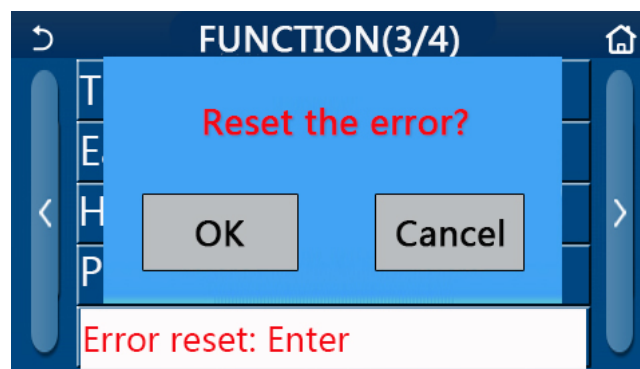 FUNCTION(3/4)
Reset the error?
OK
Cancel
Error reset: Enter